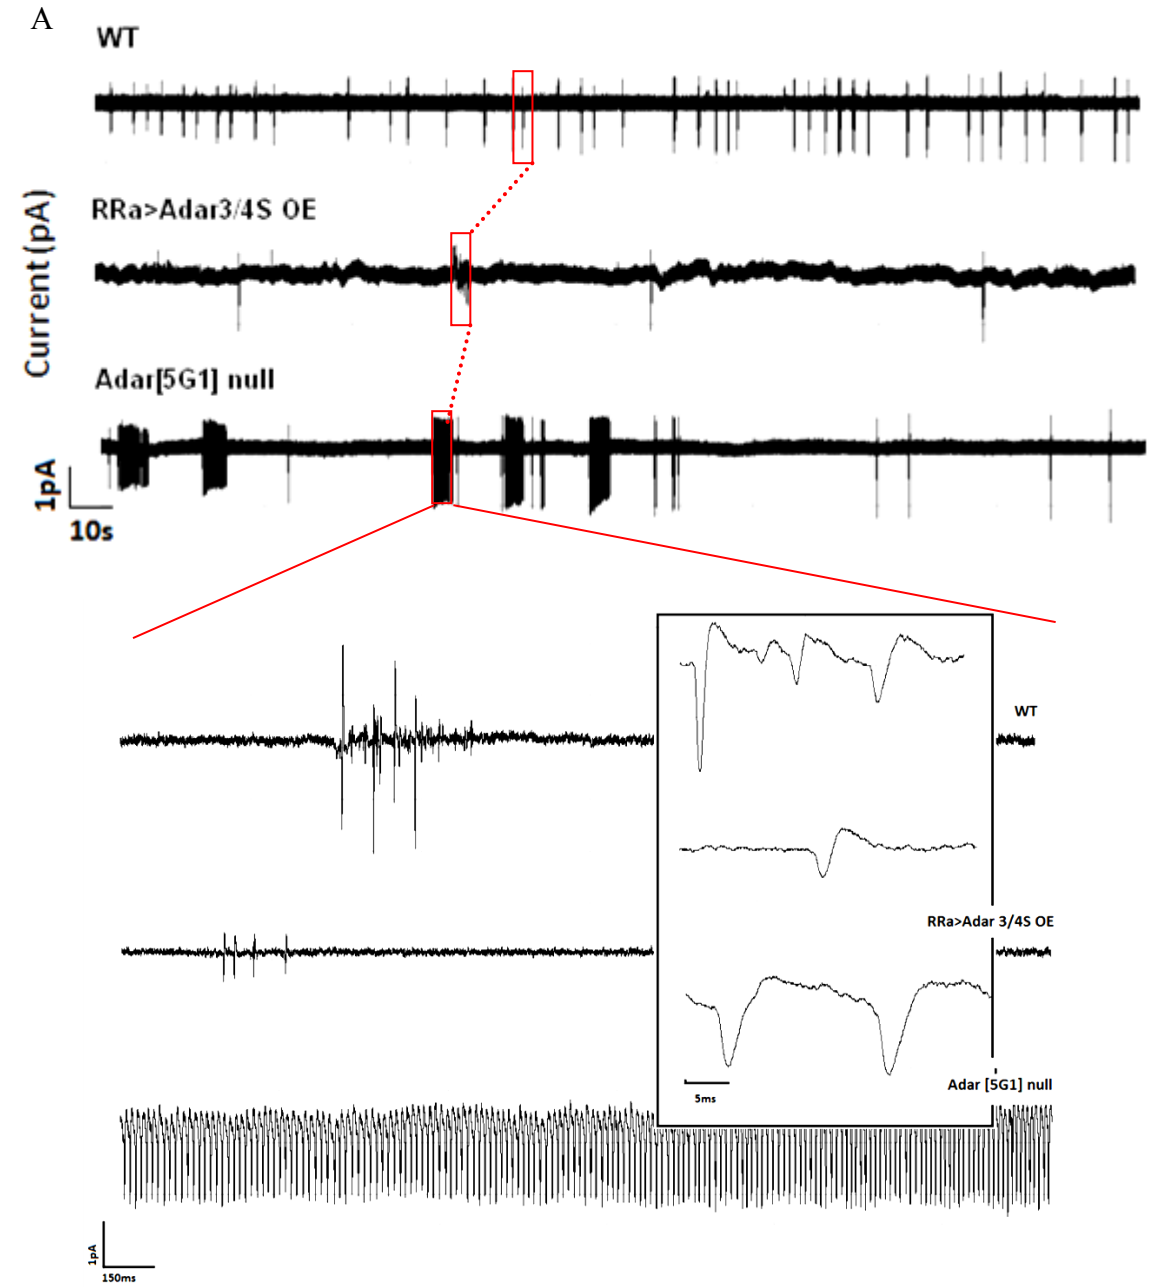 A
WT
RRa>Adar3/4S OE
Current (pA)
Adar[5G1] null
1pA
10s
WT
RRa>Adar 3/4S OE
Adar [5G1] null
5ms
1pA
150ms